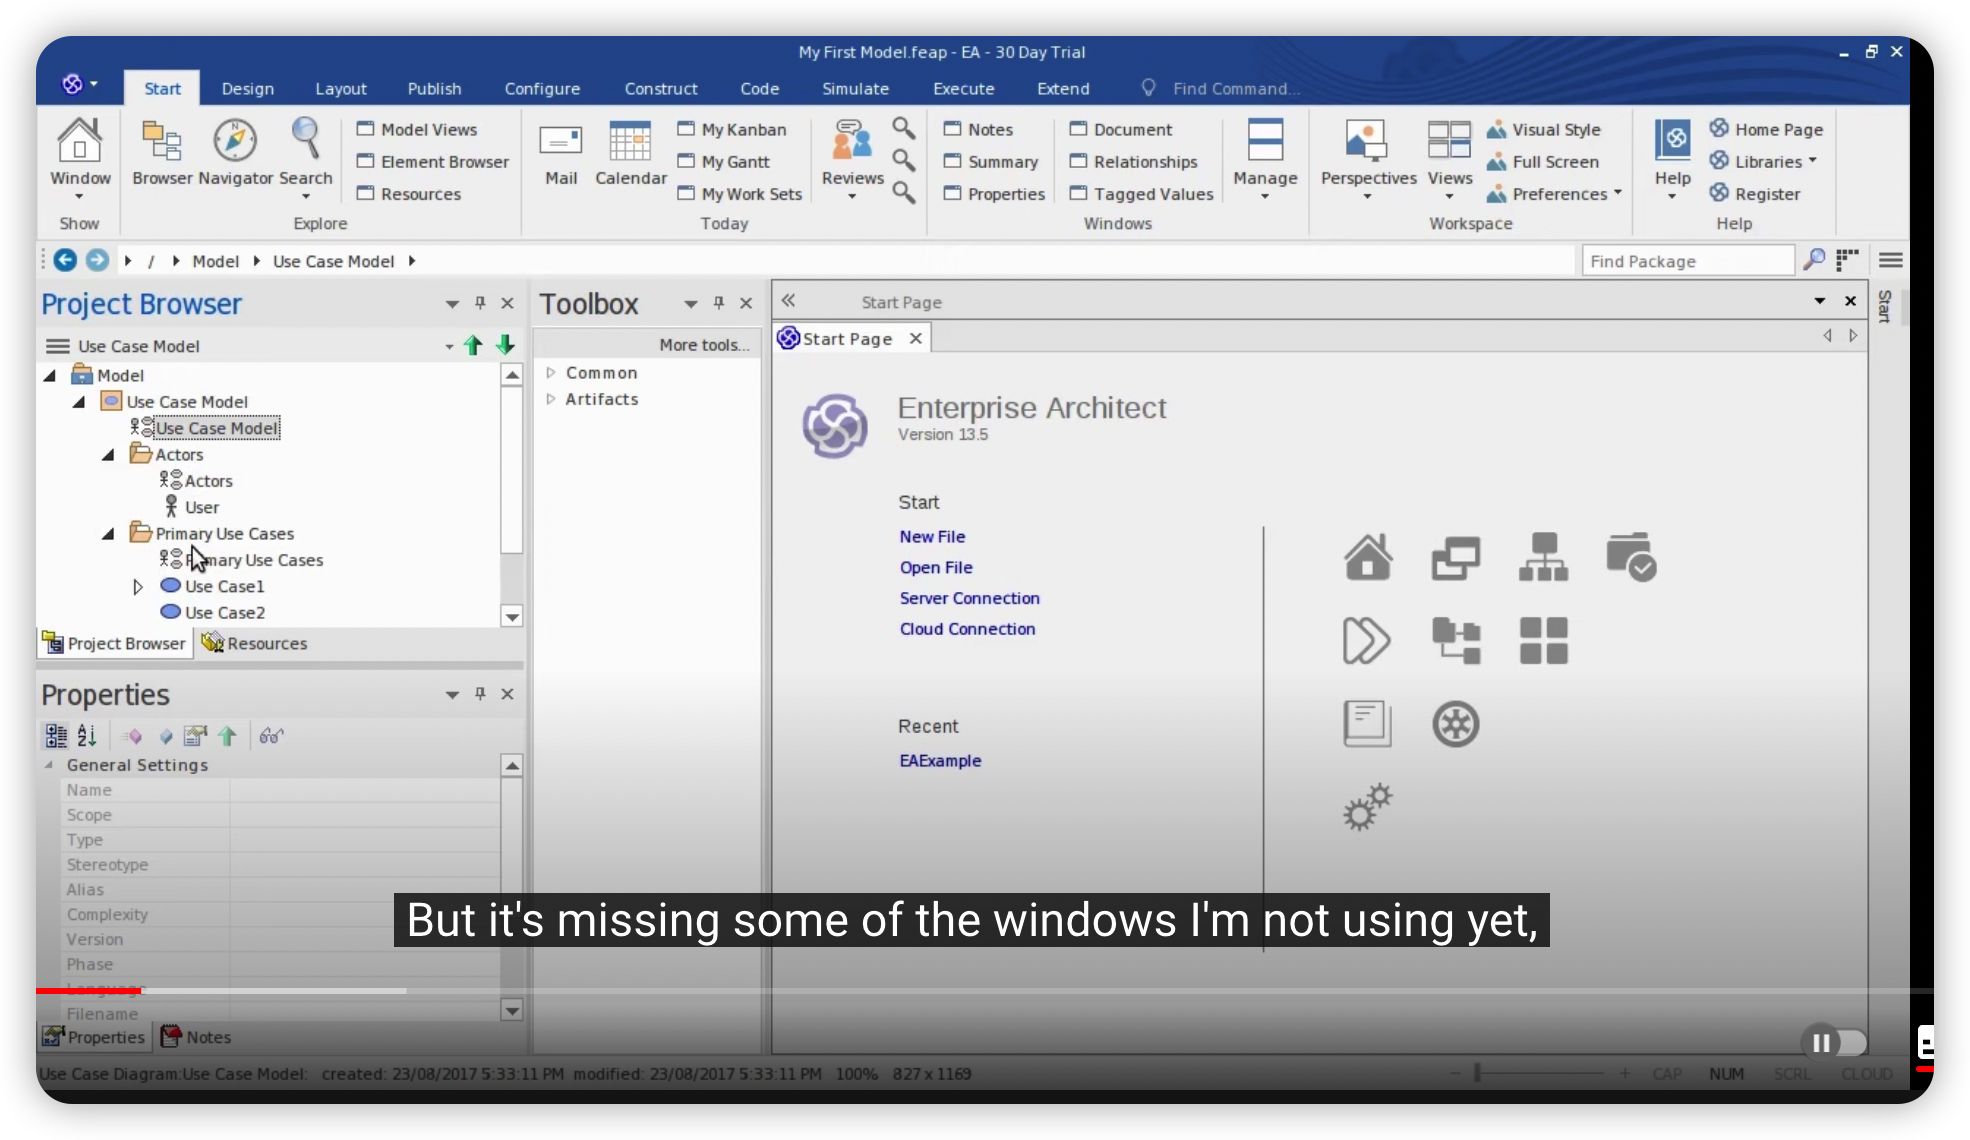 My First Model.feap - EA - 30 Day Trial
Start Design Layout Publish Configure Construct Code Simulate Execute Extend Find Command...
Window
Show
Browser Navigator Search
Model Views
Element Browser
Resources
Explore
Mail Calendar
My Kanban
My Gantt
My Work Sets
Reviews
Today
Notes
Summary
Properties
Document
Relationships
Tagged Values
Manage
Windows
Perspectives Views
Visual Style
Full Screen
Preferences
Workspace
Help
Home Page
Libraries
Register
Help
/ Model Use Case Model
Find Package
Project Browser
Use Case Model
Model
Use Case Model
Use Case Model
Actors
Actors
User
Primary Use Cases
Primary Use Cases
Use Case1
Use Case2
Project Browser Resources
Properties
General Settings
Name
Scope
Type
Stereotype
Alias
Complexity
Version
Phase
Language
Filename
Properties Notes
Toolbox
More tools...
Common
Artifacts
Start Page
Start Page
Start
Enterprise Architect
Version 13.5
Start
New File
Open File
Server Connection
Cloud Connection
Recent
EAExample
But it's missing some of the windows I'm not using yet,
Use Case Diagram:Use Case Model: created: 23/08/2017 5:33:11 PM modified: 23/08/2017 5:33:11 PM 100% 827 x 1169
CAP NUM SCRL CLOUD